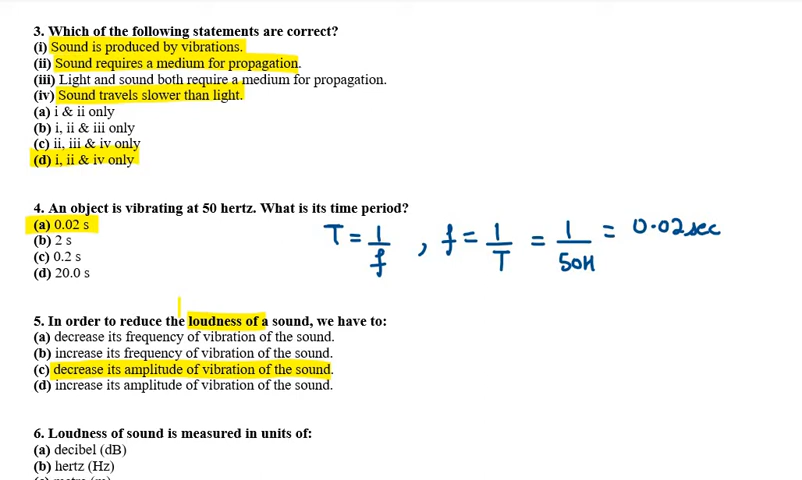 3. Which of the following statements are correct?
(i) Sound is produced by vibrations.
(ii) Sound requires a medium for propagation.
(iii) Light and sound both require a medium for propagation.
(iv) Sound travels slower than light.
(a) i & ii only
(b) i, ii & iii only
(c) ii, iii & iv only
(d) i, ii & iv only
4. An object is vibrating at 50 hertz. What is its time period?
(a) 0.02 s
(b) 2 s
(c) 0.2 s
(d) 20.0 s
T = 1/f , f = 1/T = 1/50H = 0.02 sec
5. In order to reduce the loudness of a sound, we have to:
(a) decrease its frequency of vibration of the sound.
(b) increase its frequency of vibration of the sound.
(c) decrease its amplitude of vibration of the sound.
(d) increase its amplitude of vibration of the sound.
6. Loudness of sound is measured in units of:
(a) decibel (dB)
(b) hertz (Hz)